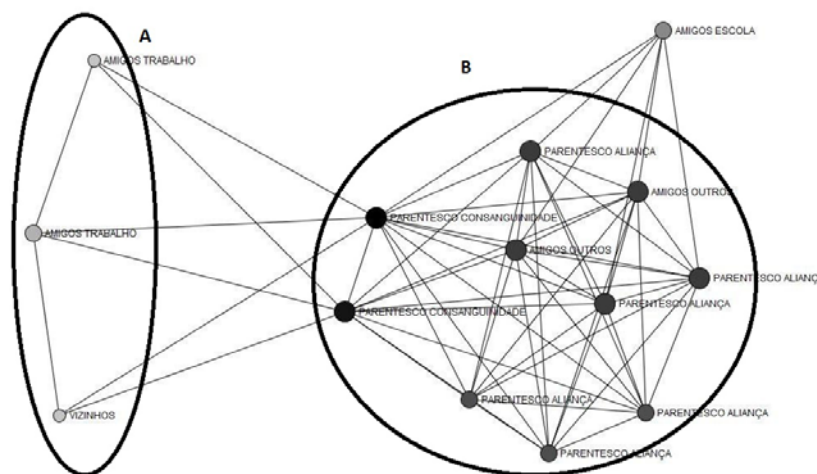 A
AMIGOS TRABALHO
AMIGOS TRABALHO
VIZINHOS
B
AMIGOS ESCOLA
PARENTESCO ALIANÇA
AMIGOS OUTROS
PARENTESCO CONSANGUINIDADE
AMIGOS OUTROS
PARENTESCO ALIANÇ
PARENTESCO ALIANÇA
PARENTESCO CONSANGUINIDADE
PARENTESCO ALIANÇA
PARENTESCO ALIANÇA
PARENTESCO ALIANÇA